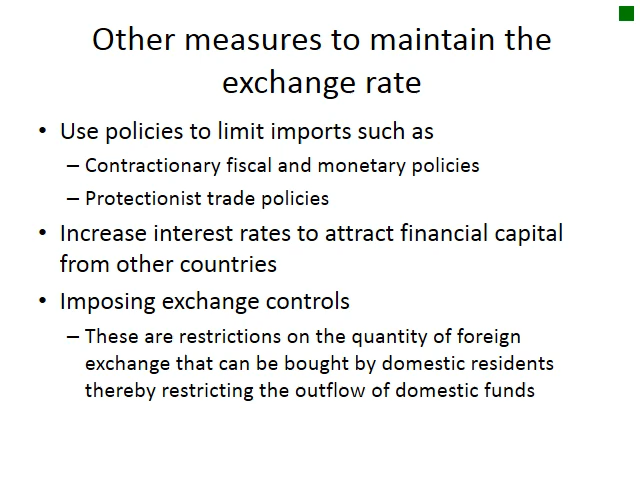 Other measures to maintain the
exchange rate
• Use policies to limit imports such as
– Contractionary fiscal and monetary policies
– Protectionist trade policies
• Increase interest rates to attract financial capital
from other countries
• Imposing exchange controls
– These are restrictions on the quantity of foreign
exchange that can be bought by domestic residents
thereby restricting the outflow of domestic funds